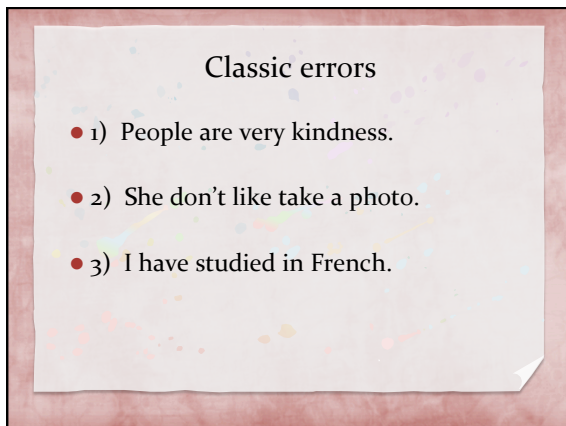 Classic errors
• 1) People are very kindness.
• 2) She don't like take a photo.
• 3) I have studied in French.